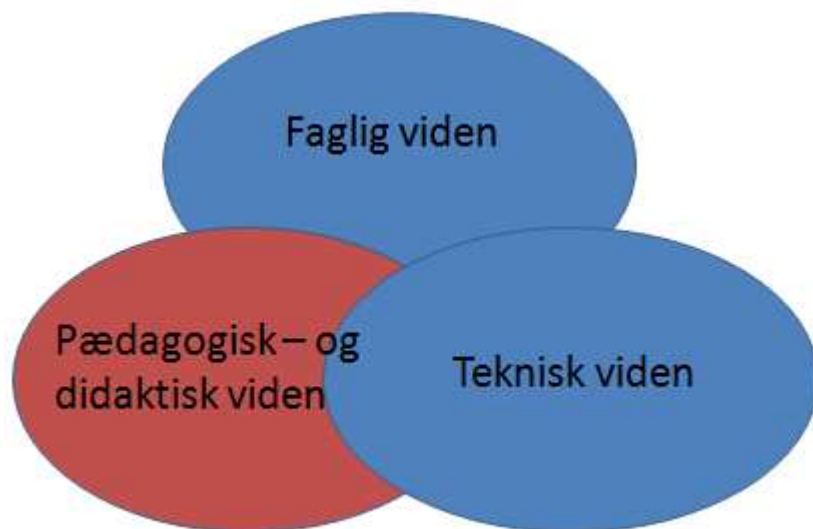 Faglig viden
Pædagogisk – og
didaktisk viden
Teknisk viden